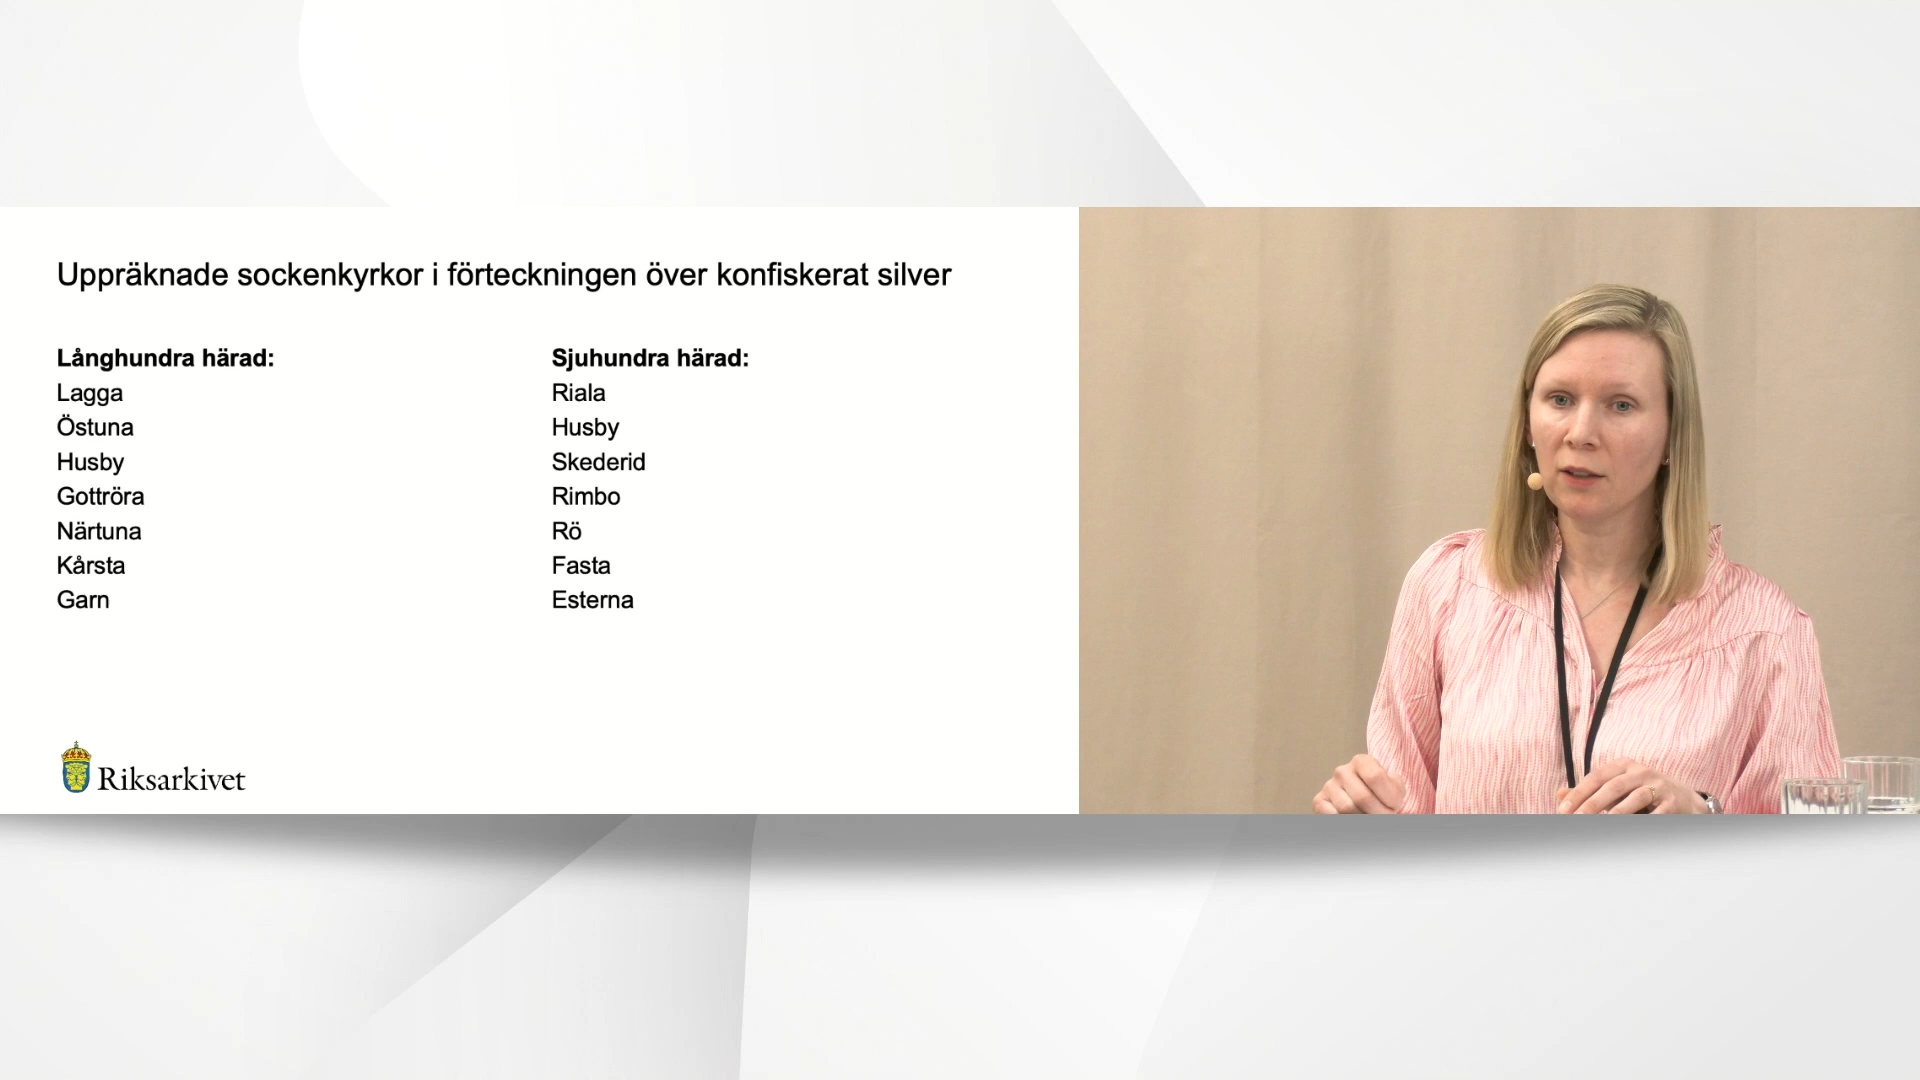 Uppräknade sockenkyrkor i förteckningen över konfiskerat silver
Långhundra härad:
Lagga
Östuna
Husby
Gottröra
Närtuna
Kårsta
Garn
Sjuhundra härad:
Riala
Husby
Skederid
Rimbo
Rö
Fasta
Esterna
Riksarkivet